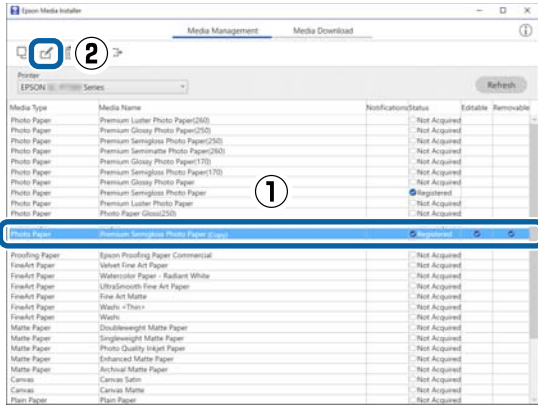 Epson Media Installer
Media Management Media Download
②
Printer
EPSON Series
Refresh
Media Type Media Name Notifications Status Editable Removable
Photo Paper Premium Luster Photo Paper(260) Not Acquired
Photo Paper Premium Glossy Photo Paper(250) Not Acquired
Photo Paper Premium Semigloss Photo Paper(250) Not Acquired
Photo Paper Premium Semimatte Photo Paper(260) Not Acquired
Photo Paper Premium Glossy Photo Paper(170) Not Acquired
Photo Paper Premium Semigloss Photo Paper(170) Not Acquired
Photo Paper Premium Glossy Photo Paper Not Acquired
Photo Paper Premium Semigloss Photo Paper Registered
Photo Paper Premium Luster Photo Paper Not Acquired
Photo Paper Photo Paper Gloss(250) Not Acquired
①
Photo Paper Premium Semigloss Photo Paper (Copy) Registered
Proofing Paper Epson Proofing Paper Commercial Not Acquired
FineArt Paper Velvet Fine Art Paper Not Acquired
FineArt Paper Watercolor Paper - Radiant White Not Acquired
FineArt Paper UltraSmooth Fine Art Paper Not Acquired
FineArt Paper Fine Art Matte Not Acquired
FineArt Paper Washi <Thin> Not Acquired
FineArt Paper Washi Not Acquired
Matte Paper Doubleweight Matte Paper Not Acquired
Matte Paper Singleweight Matte Paper Not Acquired
Matte Paper Photo Quality Inkjet Paper Not Acquired
Matte Paper Enhanced Matte Paper Not Acquired
Matte Paper Archival Matte Paper Not Acquired
Canvas Canvas Satin Not Acquired
Canvas Canvas Matte Not Acquired
Plain Paper Plain Paper Not Acquired